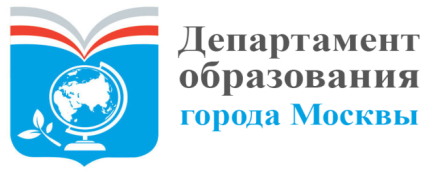 Департамент
образования
города Москвы